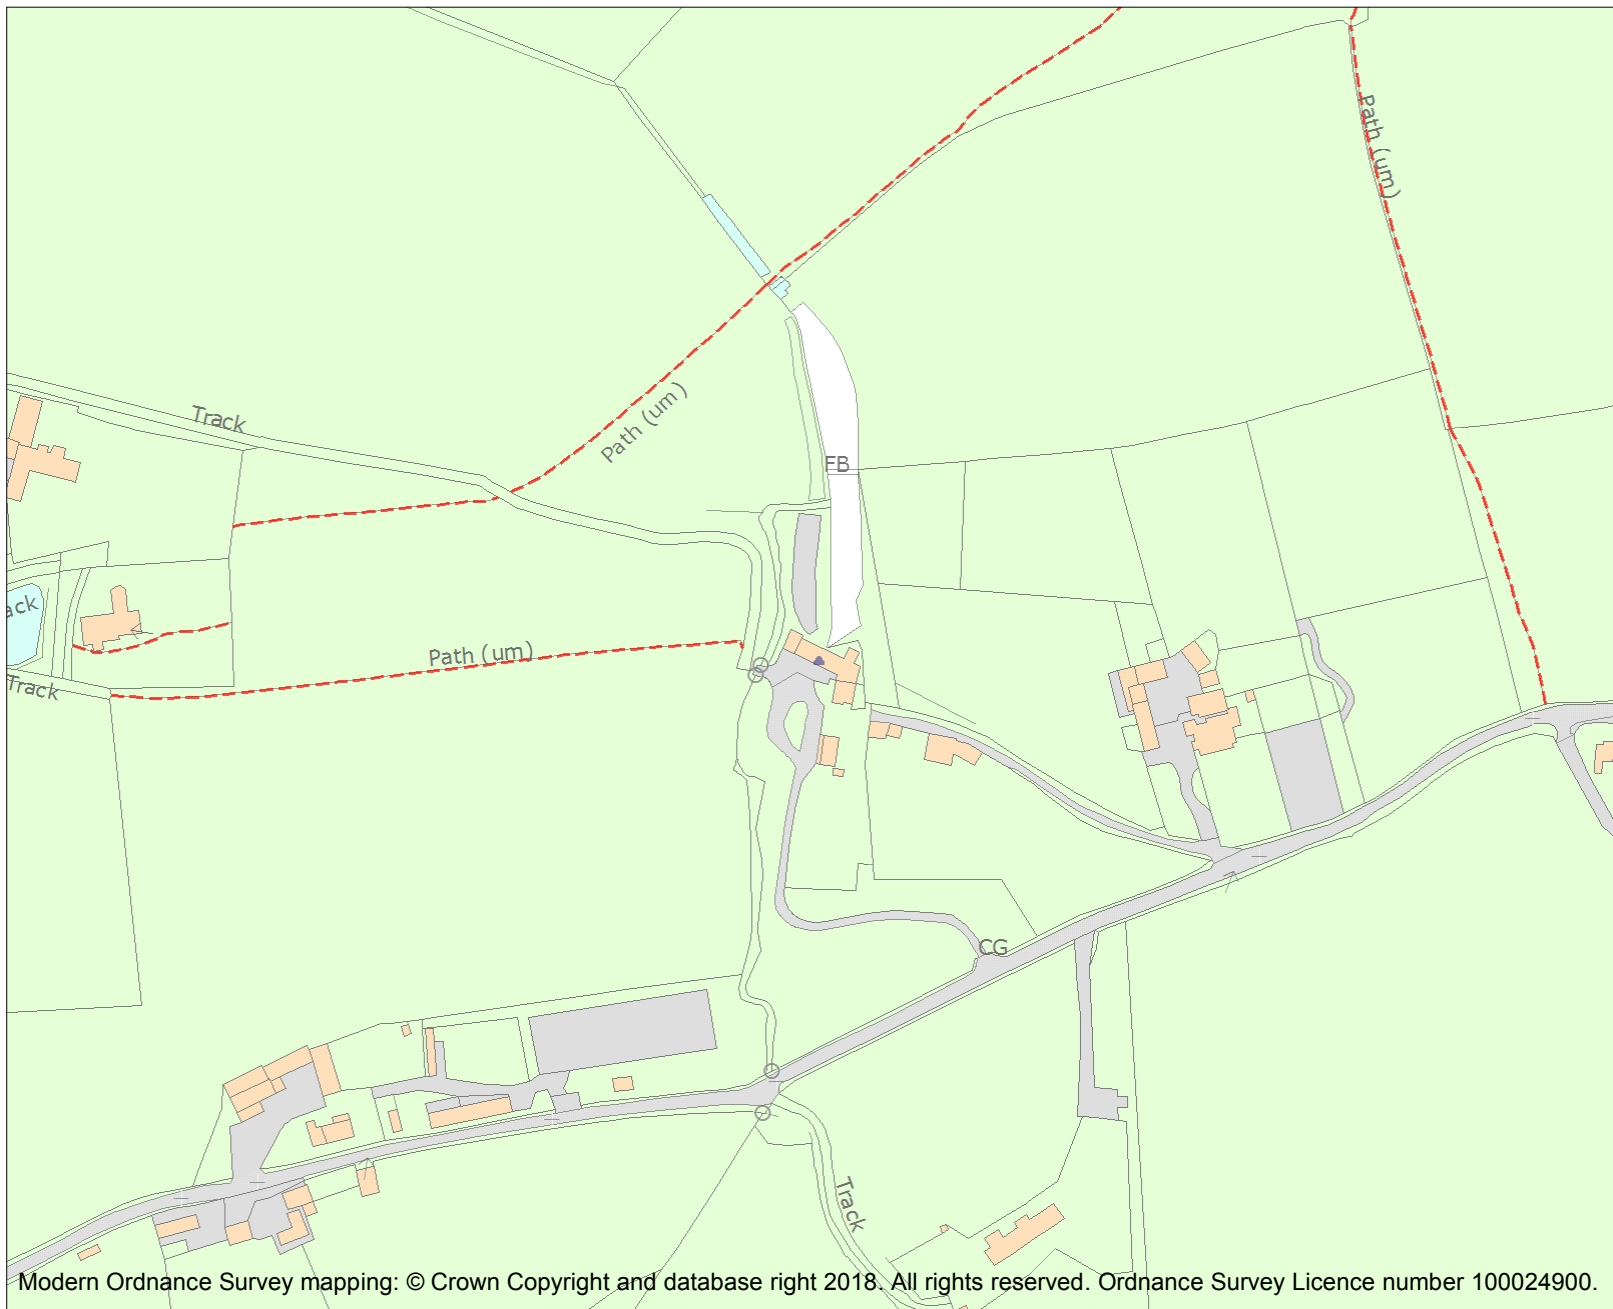 Path (um)
Track
Path (um)
FB
ack
Path (um)
Track
CG
Track
Modern Ordnance Survey mapping: © Crown Copyright and database right 2018. All rights reserved. Ordnance Survey Licence number 100024900.